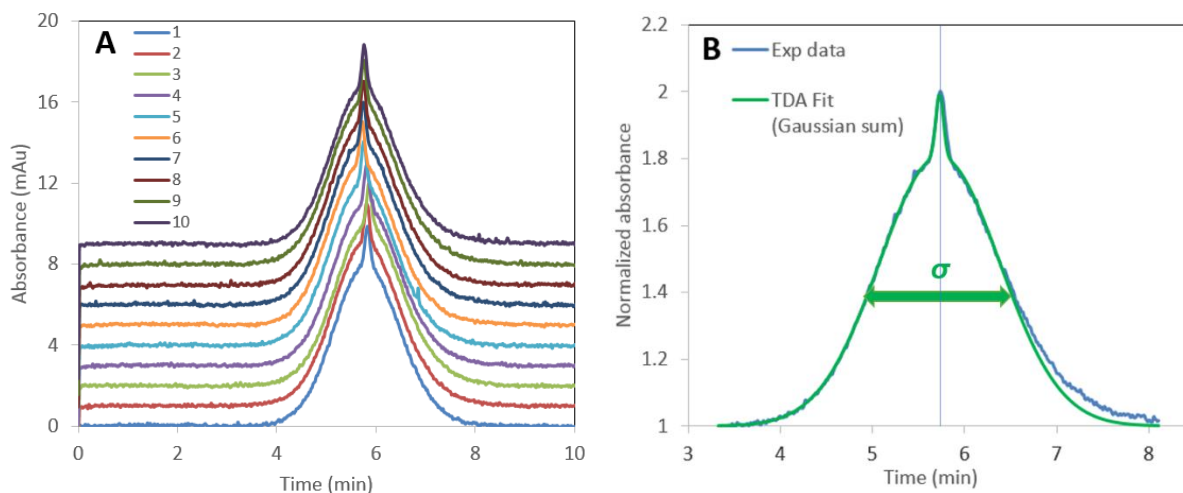 A
20
16
12
8
4
0
Absorbance (mAu)
1
2
3
4
5
6
7
8
9
10
0 2 4 6 8 10
Time (min)
B
2.2
2
1.8
1.6
1.4
1.2
1
Normalized absorbance
Exp data
TDA Fit
(Gaussian sum)
σ
3 4 5 6 7 8
Time (min)